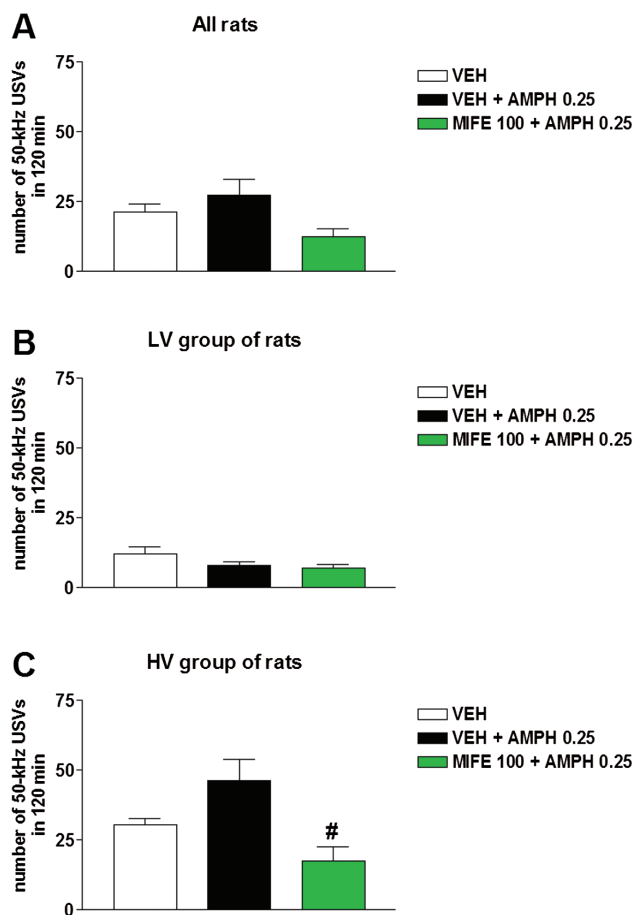 A
All rats
number of 50-kHz USVs
in 120 min
75
50
25
0
VEH
VEH + AMPH 0.25
MIFE 100 + AMPH 0.25
B
LV group of rats
number of 50-kHz USVs
in 120 min
75
50
25
0
VEH
VEH + AMPH 0.25
MIFE 100 + AMPH 0.25
C
HV group of rats
number of 50-kHz USVs
in 120 min
75
50
25
0
#
VEH
VEH + AMPH 0.25
MIFE 100 + AMPH 0.25